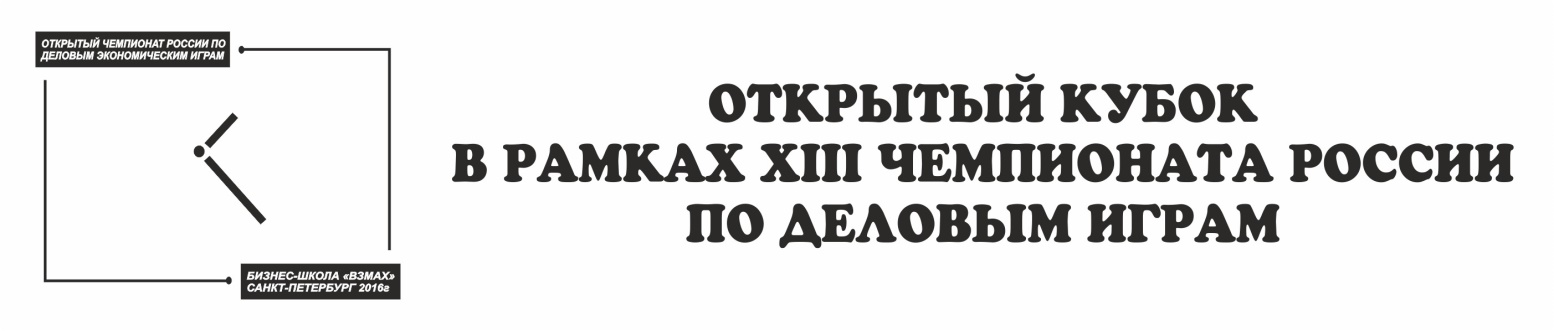 ОТКРЫТЫЙ ЧЕМПИОНАТ РОССИИ ПО
ДЕЛОВЫМ ЭКОНОМИЧЕСКИМ ИГРАМ
БИЗНЕС-ШКОЛА «ВЗМАХ»
САНКТ-ПЕТЕРБУРГ 2016г
ОТКРЫТЫЙ КУБОК
В РАМКАХ XIII ЧЕМПИОНАТА РОССИИ
ПО ДЕЛОВЫМ ИГРАМ